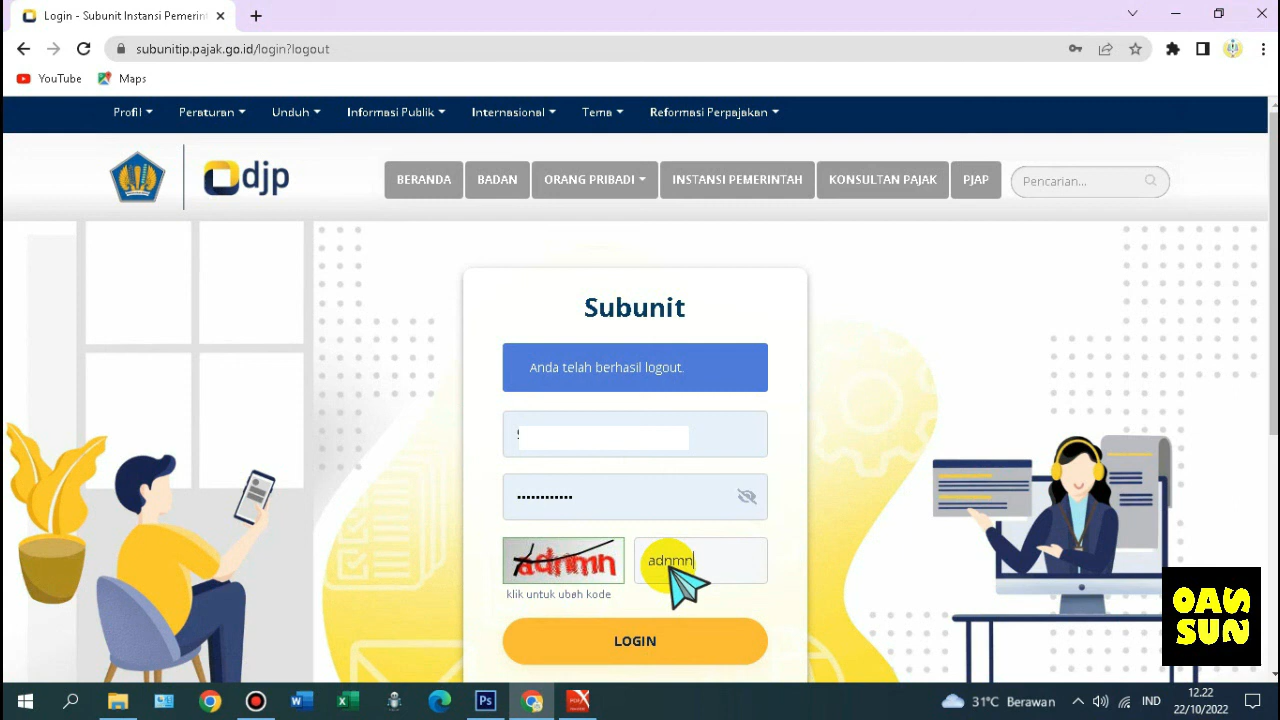 Login - Subunit Instansi Pemerin
subunitip.pajak.go.id/login?logout
YouTube Maps
Profil Peraturan Unduh Informasi Publik Internasional Tema Reformasi Perpajakan
djp
BERANDA BADAN ORANG PRIBADI INSTANSI PEMERINTAH KONSULTAN PAJAK PJAP Pencarian...
Subunit
Anda telah berhasil logout.
adnmn adnmn
klik untuk ubah kode
LOGIN
OAS
SUN
31°C Berawan IND
12.22
22/10/2022